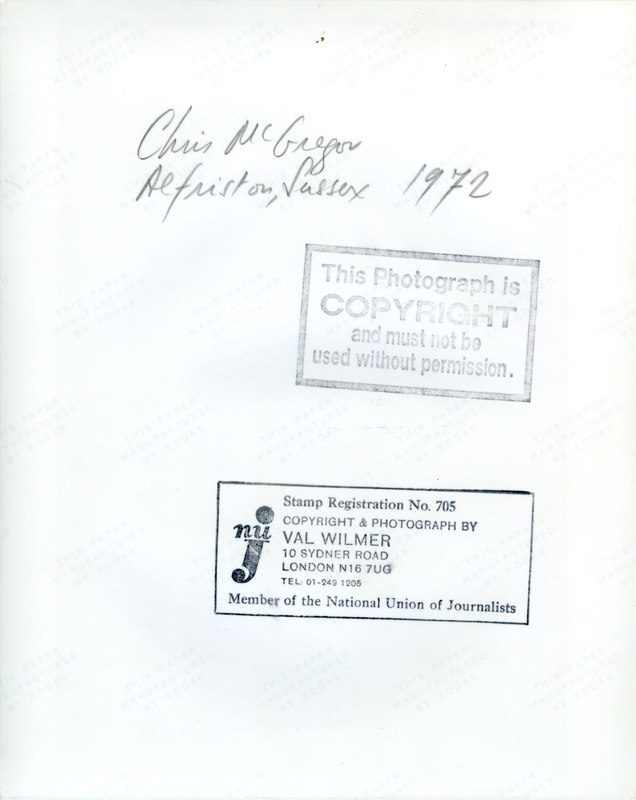 Chris McGregor
Alfriston, Sussex 1972
This Photograph is
COPYRIGHT
and must not be
used without permission.
nuj
Stamp Registration No. 705
COPYRIGHT & PHOTOGRAPH BY
VAL WILMER
10 SYDNER ROAD
LONDON N16 7UG
TEL: 01-249 1205
Member of the National Union of Journalists
THIS PAPER
MANUFACTURED
BY KODAK